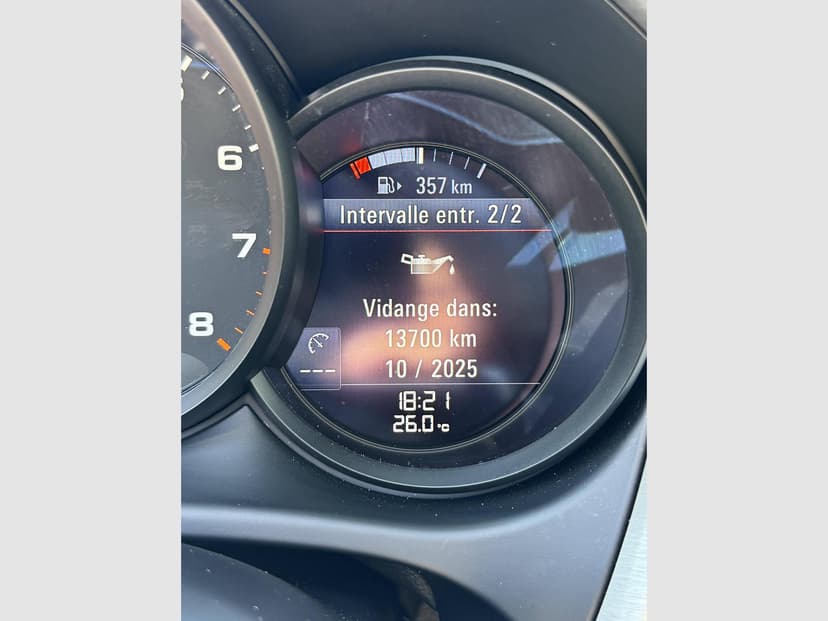 6
7
8
357 km
Intervalle entr. 2/2
Vidange dans:
13700 km
10 / 2025
---
18:21
26.0 °C